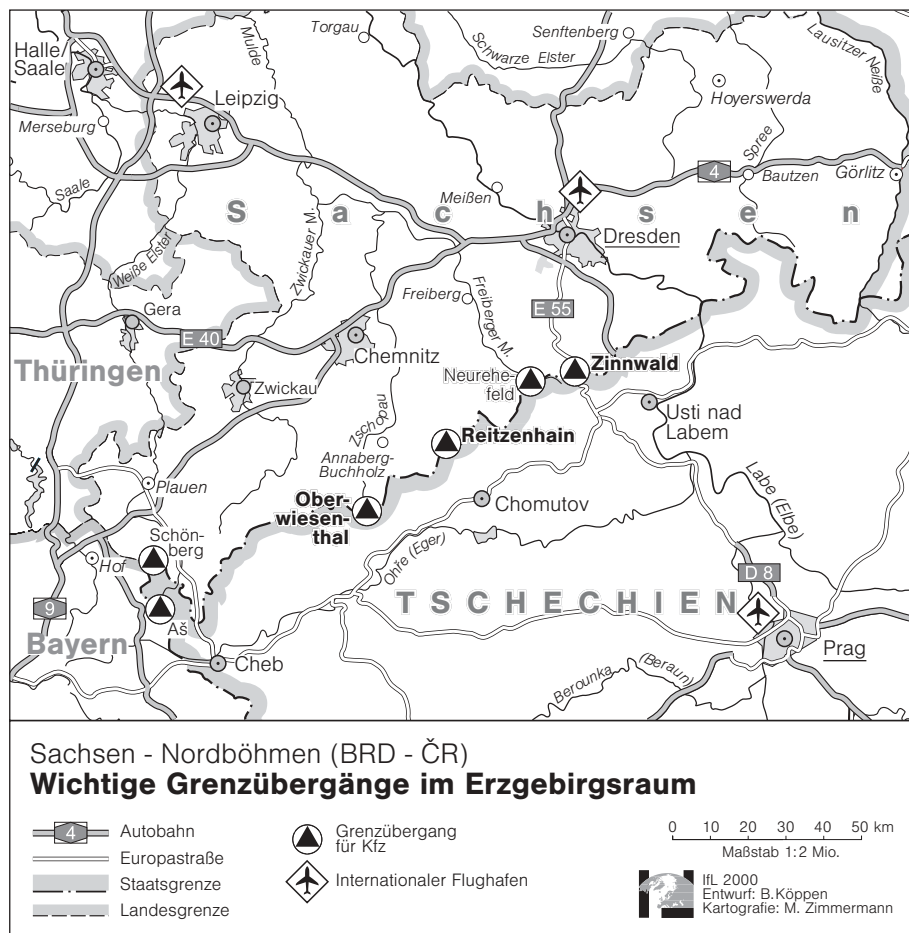 Torgau
Senftenberg
Lausitzer Neiße
Halle/
Saale
Mulde
Schwarze Elster
Leipzig
Hoyerswerda
Merseburg
Spree
4
Görlitz
Saale
Meißen
Bautzen
S a c h s e n
Dresden
Weiße Elster
Zwickauer M.
Freiberg
Freiberger M.
E 55
Gera
E 40
Chemnitz
Zinnwald
Thüringen
Neurehe-
feld
Zwickau
Usti nad
Labem
Zschopau
Reitzenhain
Annaberg-
Buchholz
Plauen
Chomutov
Labe (Elbe)
Ober-
wiesen-
thal
Schön-
berg
Hof
Ohře (Eger)
D 8
9
TSCHECHIEN
Aš
Bayern
Cheb
Prag
Berounka (Beraun)
Sachsen - Nordböhmen (BRD - ČR)
Wichtige Grenzübergänge im Erzgebirgsraum
4 Autobahn
Europastraße
Staatsgrenze
Landesgrenze
Grenzübergang
für Kfz
Internationaler Flughafen
0 10 20 30 40 50 km
Maßstab 1:2 Mio.
IfL 2000
Entwurf: B.Köppen
Kartografie: M. Zimmermann